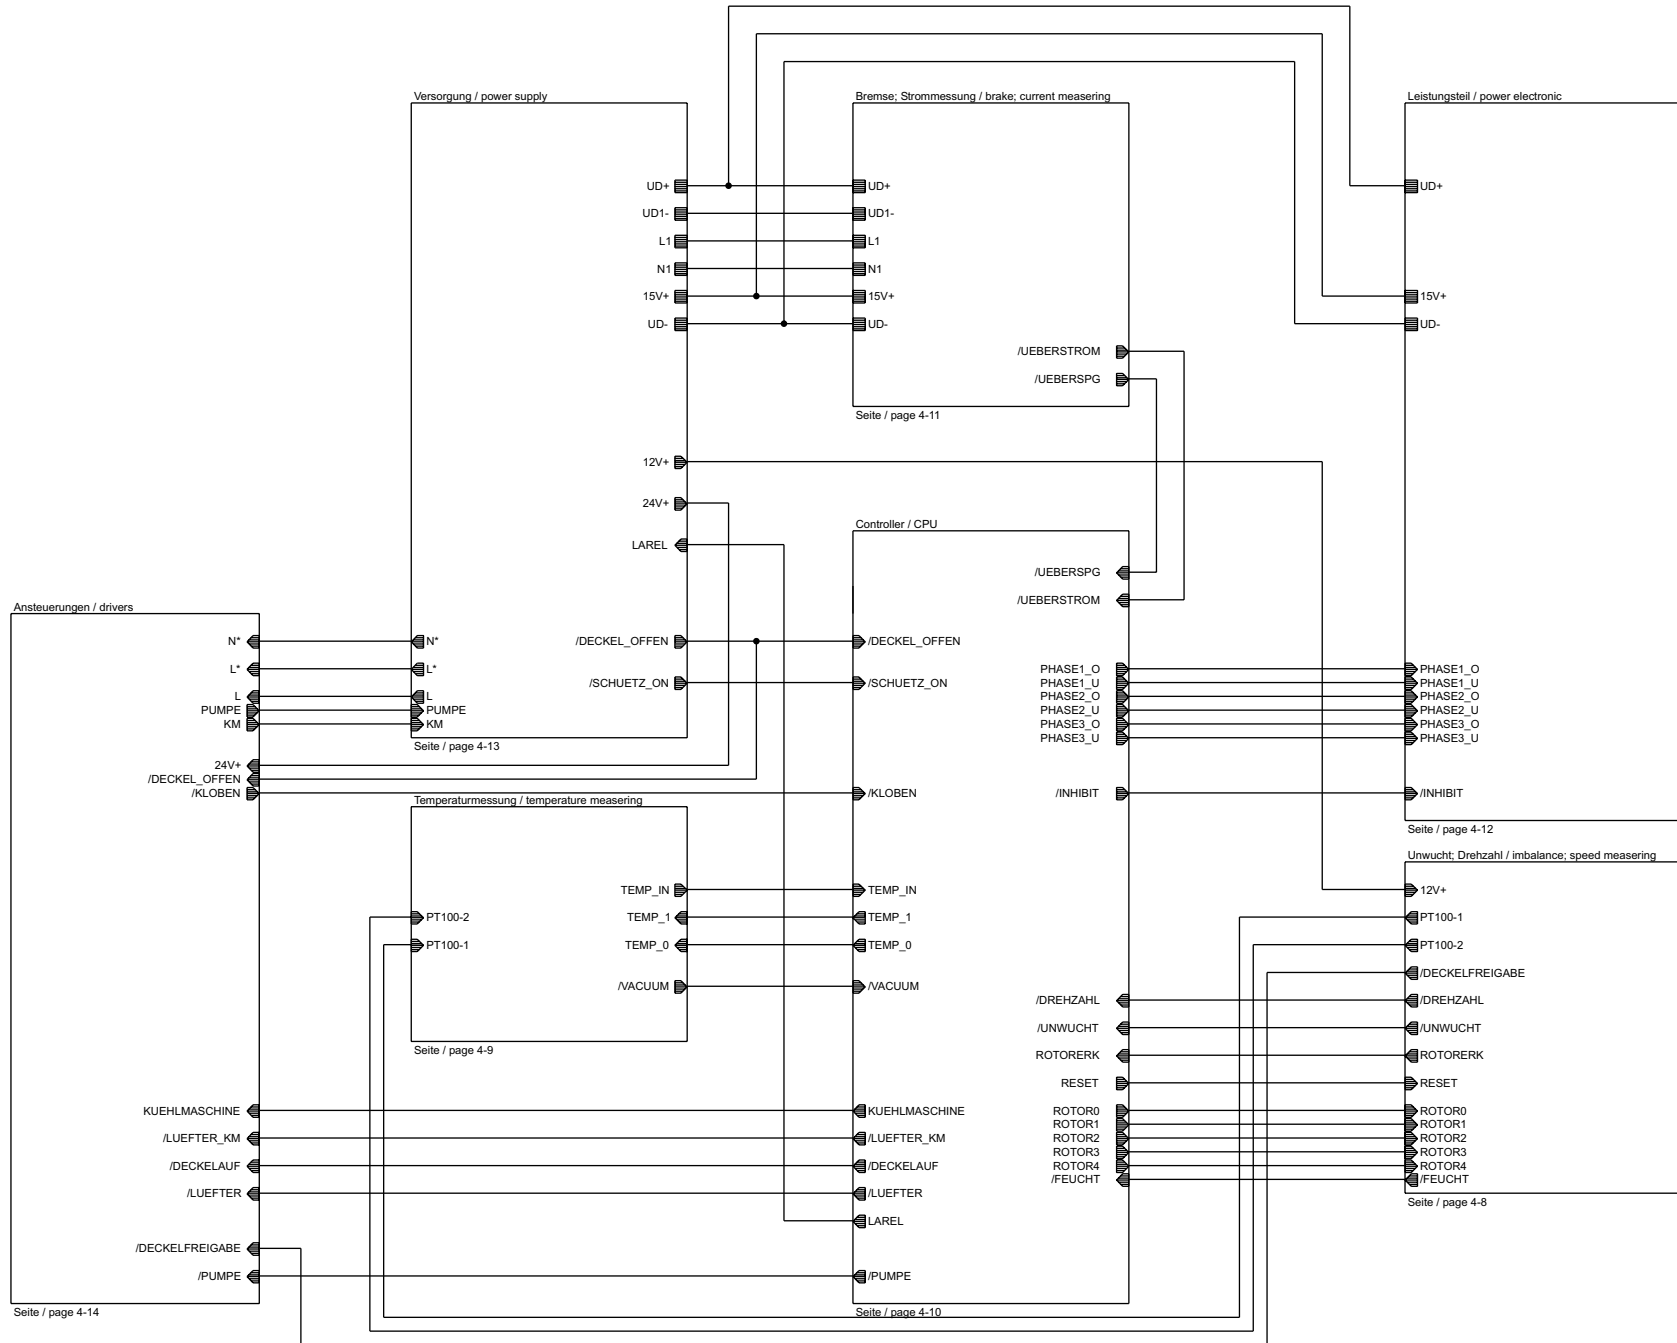 Versorgung / power supply
UD+
UD1-
L1
N1
15V+
UD-
12V+
24V+
LAREL
/DECKEL_OFFEN
/SCHUETZ_ON
N*
L*
L
PUMPE
KM
Seite / page 4-13
Bremse; Strommessung / brake; current measering
UD+
UD1-
L1
N1
15V+
UD-
/UEBERSTROM
/UEBERSPG
Seite / page 4-11
Leistungsteil / power electronic
UD+
15V+
UD-
PHASE1_O
PHASE1_U
PHASE2_O
PHASE2_U
PHASE3_O
PHASE3_U
/INHIBIT
Seite / page 4-12
Ansteuerungen / drivers
N*
L*
L
PUMPE
KM
24V+
/DECKEL_OFFEN
/KLOBEN
KUEHLMASCHINE
/LUEFTER_KM
/DECKELAUF
/LUEFTER
/DECKELFREIGABE
/PUMPE
Seite / page 4-14
Temperaturmessung / temperature measering
TEMP_IN
PT100-2
TEMP_1
PT100-1
TEMP_0
/VACUUM
Seite / page 4-9
Controller / CPU
/UEBERSPG
/UEBERSTROM
/DECKEL_OFFEN
/SCHUETZ_ON
PHASE1_O
PHASE1_U
PHASE2_O
PHASE2_U
PHASE3_O
PHASE3_U
/KLOBEN
/INHIBIT
TEMP_IN
TEMP_1
TEMP_0
/VACUUM
/DREHZAHL
/UNWUCHT
ROTORERK
RESET
KUEHLMASCHINE
ROTOR0
ROTOR1
/LUEFTER_KM
ROTOR2
ROTOR3
/DECKELAUF
ROTOR4
/FEUCHT
/LUEFTER
LAREL
/PUMPE
Seite / page 4-10
Unwucht; Drehzahl / imbalance; speed measering
12V+
PT100-1
PT100-2
/DECKELFREIGABE
/DREHZAHL
/UNWUCHT
ROTORERK
RESET
ROTOR0
ROTOR1
ROTOR2
ROTOR3
ROTOR4
/FEUCHT
Seite / page 4-8